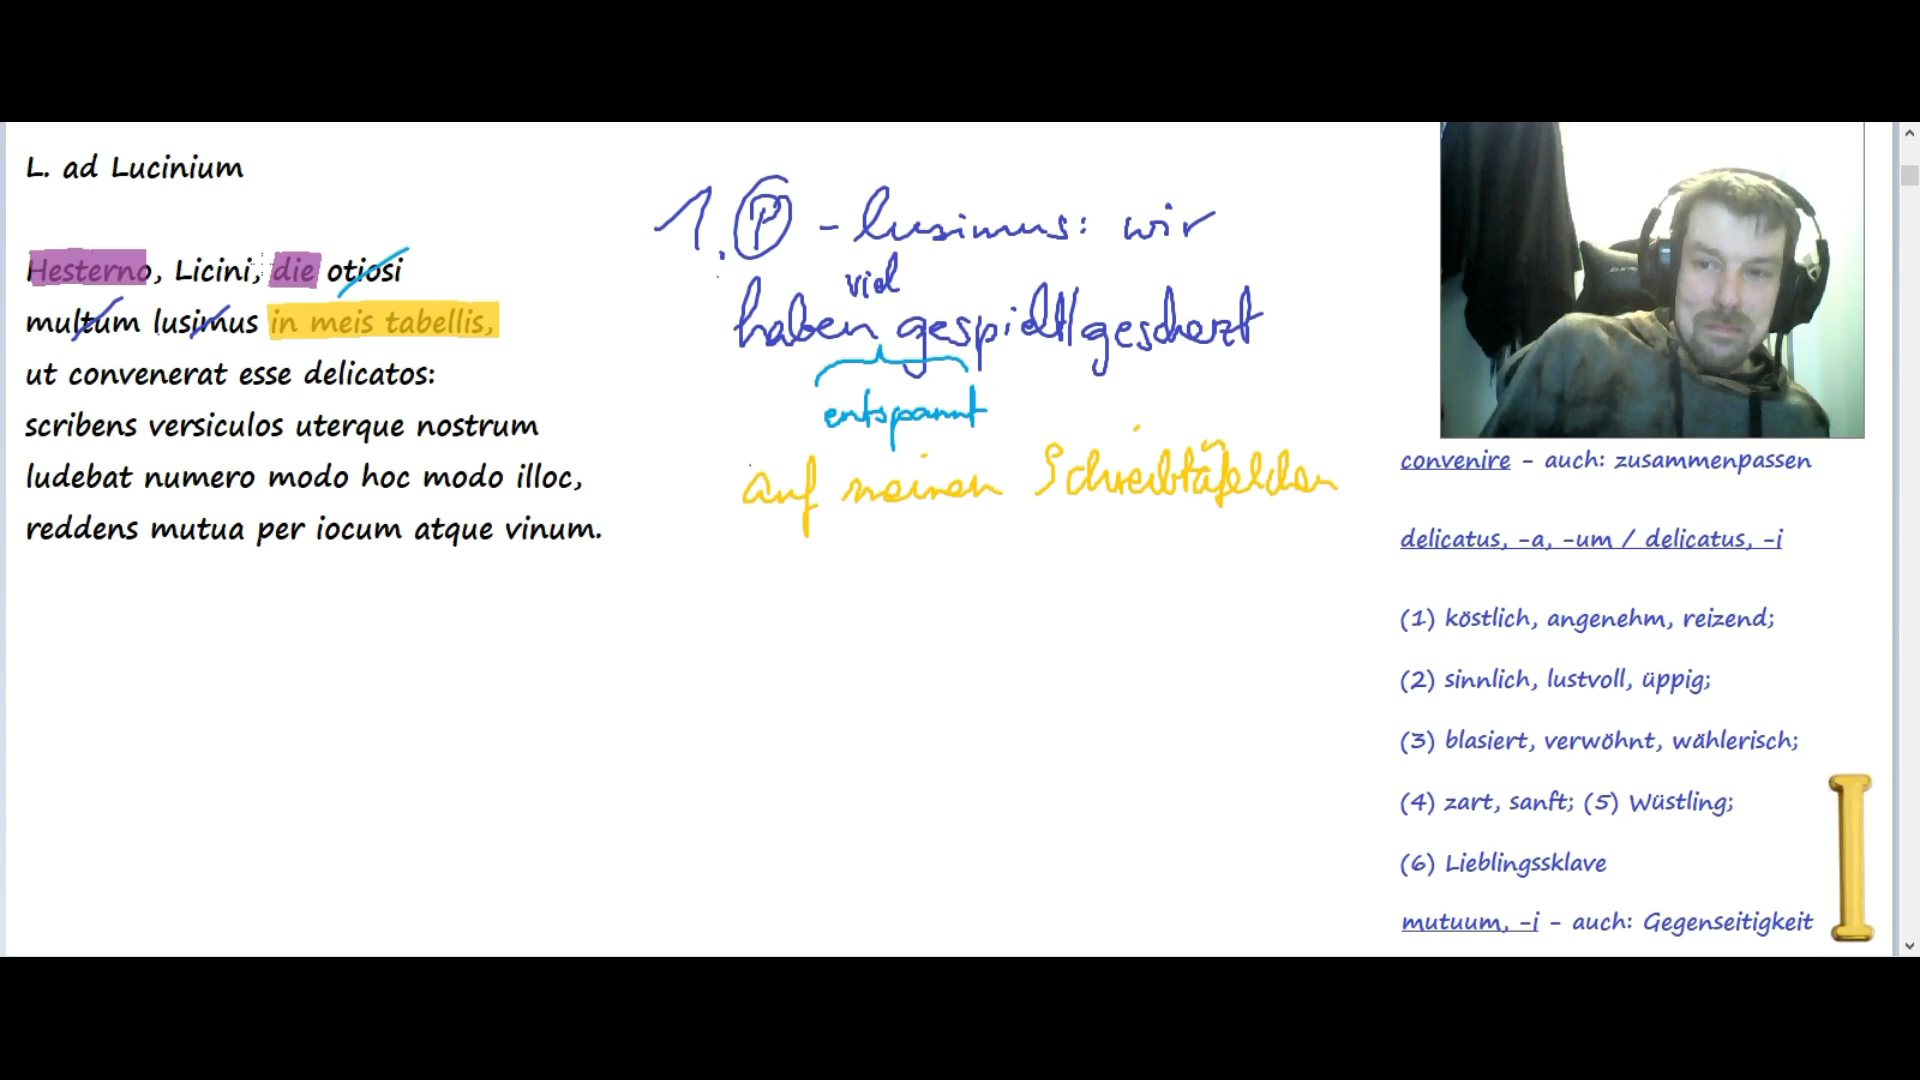 L. ad Lucinium
Hesterno, Licini, die otiosi
multum lusimus in meis tabellis,
ut convenerat esse delicatos:
scribens versiculos uterque nostrum
ludebat numero modo hoc modo illoc,
reddens mutua per iocum atque vinum.
1. P - lusimus: wir
viel
haben gespielt/gescherzt
entspannt
auf meinen Schreibtäfelchen
convenire - auch: zusammenpassen
delicatus, -a, -um / delicatus, -i
(1) köstlich, angenehm, reizend;
(2) sinnlich, lustvoll, üppig;
(3) blasiert, verwöhnt, wählerisch;
(4) zart, sanft; (5) Wüstling;
(6) Lieblingssklave
mutuum, -i - auch: Gegenseitigkeit